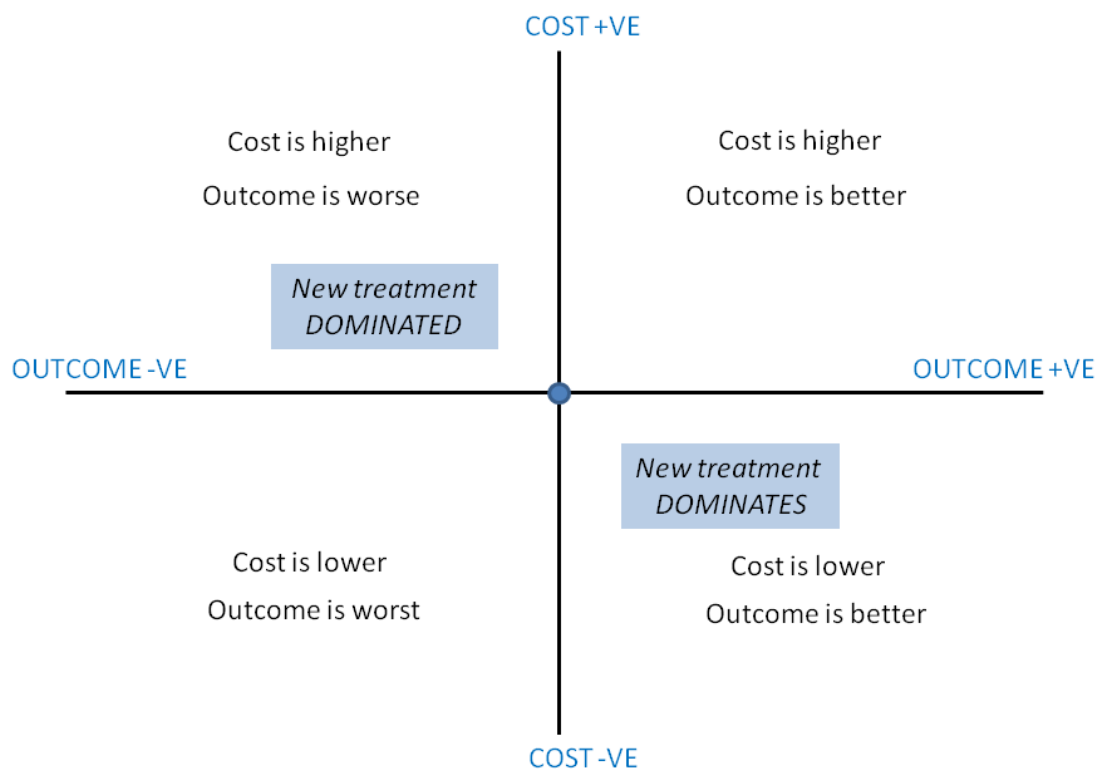 COST +VE
Cost is higher
Outcome is worse
Cost is higher
Outcome is better
New treatment
DOMINATED
OUTCOME -VE
OUTCOME +VE
New treatment
DOMINATES
Cost is lower
Outcome is worst
Cost is lower
Outcome is better
COST -VE